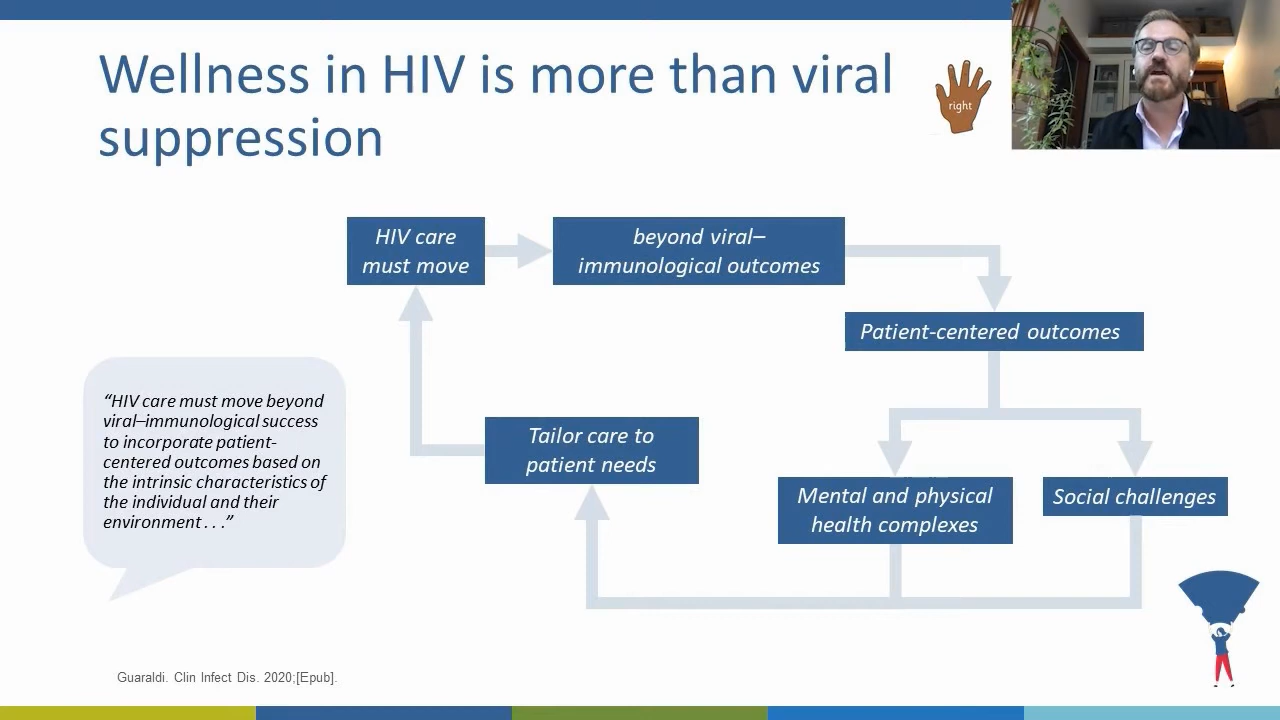 Wellness in HIV is more than viral
suppression
right
HIV care
must move
beyond viral–
immunological outcomes
Patient-centered outcomes
“HIV care must move beyond
viral–immunological success
to incorporate patient-
centered outcomes based on
the intrinsic characteristics of
the individual and their
environment . . .”
Tailor care to
patient needs
Mental and physical
health complexes
Social challenges
Guaraldi. Clin Infect Dis. 2020;[Epub].